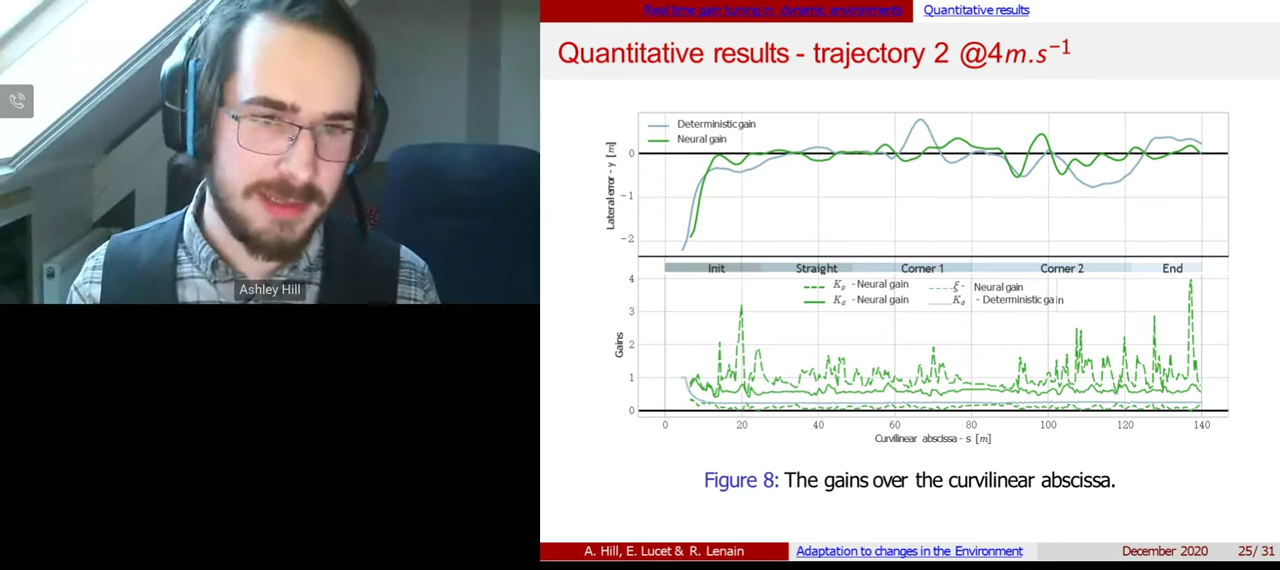 Ashley Hill
Real time gain tuning in dynamic environments
Quantitative results
Quantitative results - trajectory 2 @4m.s⁻¹
Deterministic gain
Neural gain
Lateral error - y [m]
0
−1
−2
Init
Straight
Corner 1
Corner 2
End
Kp - Neural gain
ξ - Neural gain
Kd - Neural gain
Kd - Deterministic gain
Gains
4
3
2
1
0
0 20 40 60 80 100 120 140
Curvilinear abscissa - s [m]
Figure 8: The gains over the curvilinear abscissa.
A. Hill, E. Lucet & R. Lenain
Adaptation to changes in the Environment
December 2020
25/ 31